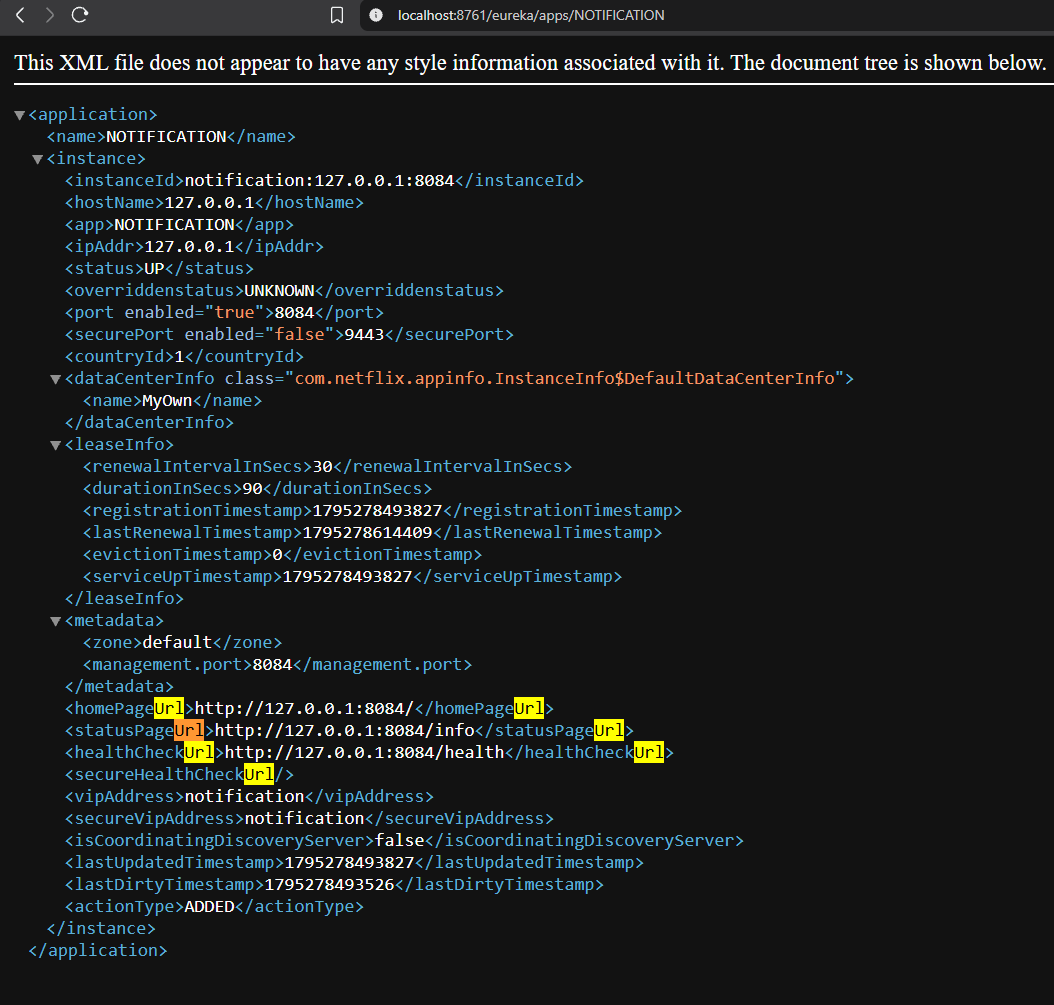 localhost:8761/eureka/apps/NOTIFICATION
This XML file does not appear to have any style information associated with it. The document tree is shown below.
<application>
<name>NOTIFICATION</name>
<instance>
<instanceId>notification:127.0.0.1:8084</instanceId>
<hostName>127.0.0.1</hostName>
<app>NOTIFICATION</app>
<ipAddr>127.0.0.1</ipAddr>
<status>UP</status>
<overriddenstatus>UNKNOWN</overriddenstatus>
<port enabled="true">8084</port>
<securePort enabled="false">9443</securePort>
<countryId>1</countryId>
<dataCenterInfo class="com.netflix.appinfo.InstanceInfo$DefaultDataCenterInfo">
<name>MyOwn</name>
</dataCenterInfo>
<leaseInfo>
<renewalIntervalInSecs>30</renewalIntervalInSecs>
<durationInSecs>90</durationInSecs>
<registrationTimestamp>1795278493827</registrationTimestamp>
<lastRenewalTimestamp>1795278614409</lastRenewalTimestamp>
<evictionTimestamp>0</evictionTimestamp>
<serviceUpTimestamp>1795278493827</serviceUpTimestamp>
</leaseInfo>
<metadata>
<zone>default</zone>
<management.port>8084</management.port>
</metadata>
<homePageUrl>http://127.0.0.1:8084/</homePageUrl>
<statusPageUrl>http://127.0.0.1:8084/info</statusPageUrl>
<healthCheckUrl>http://127.0.0.1:8084/health</healthCheckUrl>
<secureHealthCheckUrl/>
<vipAddress>notification</vipAddress>
<secureVipAddress>notification</secureVipAddress>
<isCoordinatingDiscoveryServer>false</isCoordinatingDiscoveryServer>
<lastUpdatedTimestamp>1795278493827</lastUpdatedTimestamp>
<lastDirtyTimestamp>1795278493526</lastDirtyTimestamp>
<actionType>ADDED</actionType>
</instance>
</application>